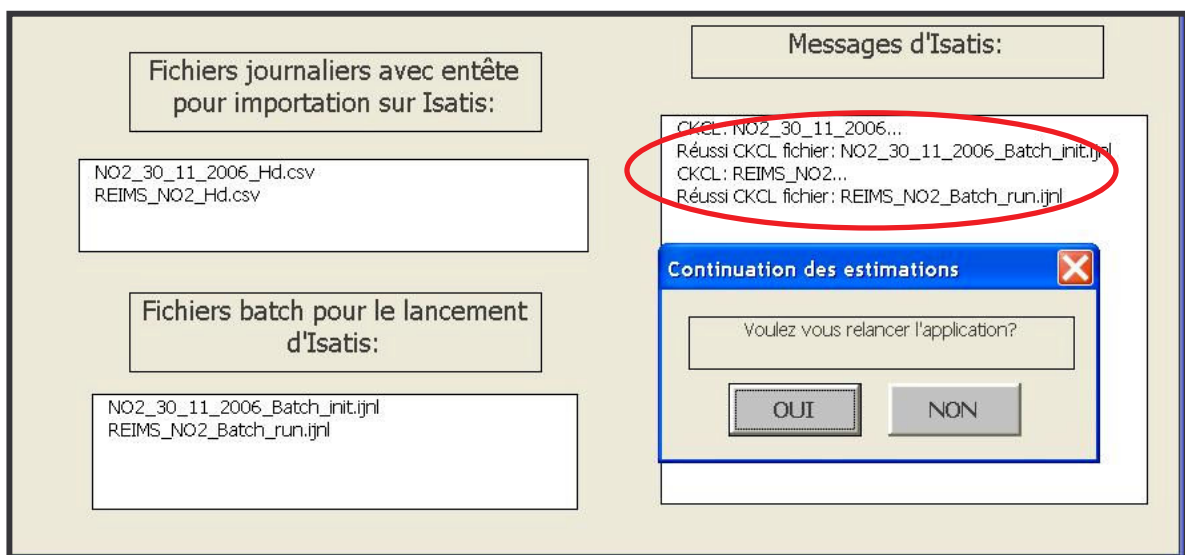 Fichiers journaliers avec entête
pour importation sur Isatis:
NO2_30_11_2006_Hd.csv
REIMS_NO2_Hd.csv
Fichiers batch pour le lancement
d'Isatis:
NO2_30_11_2006_Batch_init.ijnl
REIMS_NO2_Batch_run.ijnl
Messages d'Isatis:
CKCL: NO2_30_11_2006...
Réussi CKCL fichier: NO2_30_11_2006_Batch_init.ijnl
CKCL: REIMS_NO2...
Réussi CKCL fichier: REIMS_NO2_Batch_run.ijnl
Continuation des estimations
Voulez vous relancer l'application?
OUI
NON